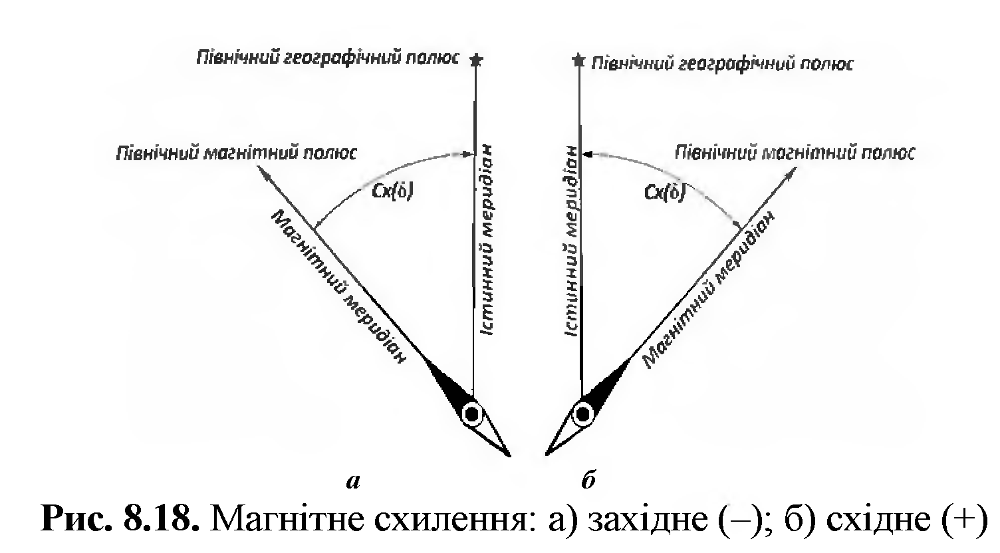 Північний географічний полюс
Північний географічний полюс
Північний магнітний полюс
Північний магнітний полюс
Сх(δ)
Сх(δ)
Магнітний меридіан
Істинний меридіан
Істинний меридіан
Магнітний меридіан
а
б
Рис. 8.18. Магнітне схилення: а) західне (–); б) східне (+)